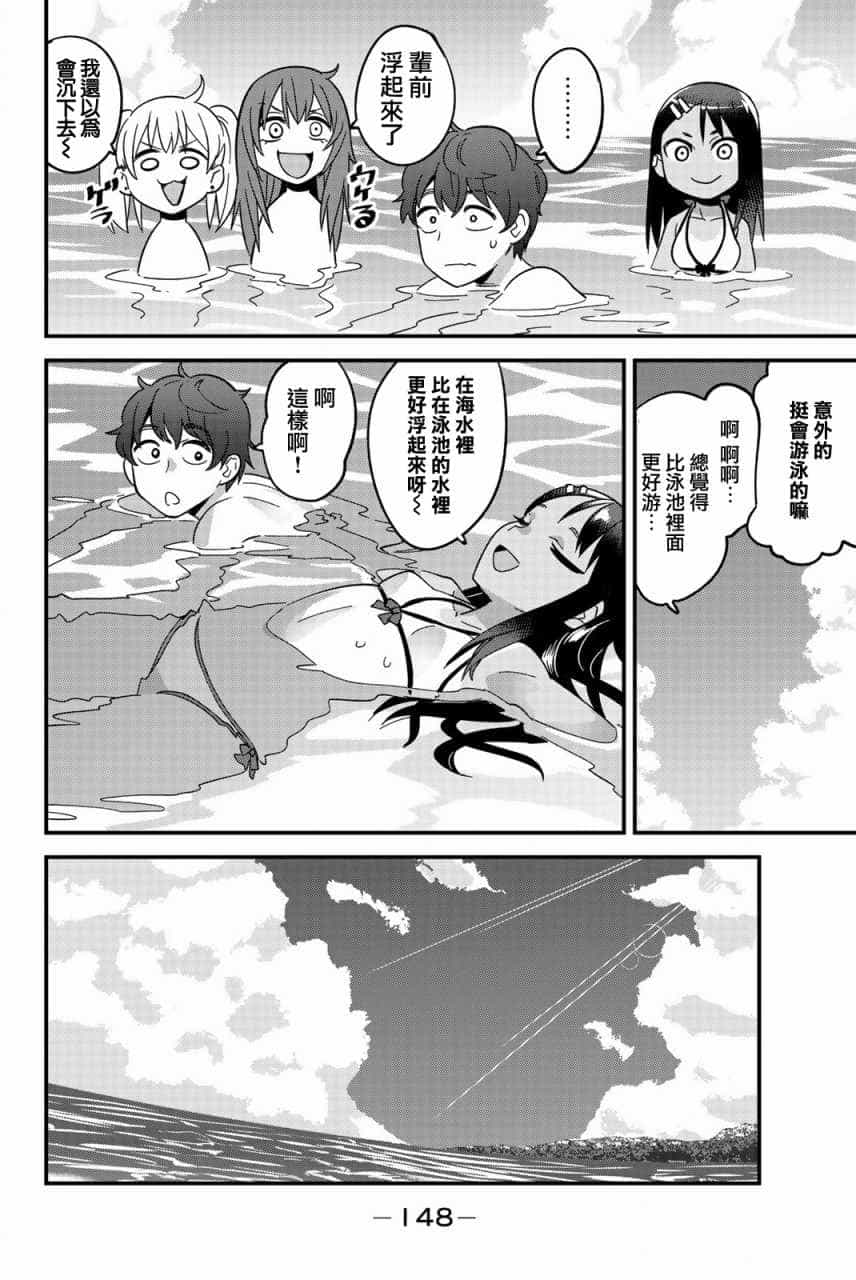 ………
輩前
浮起來了
ウケる
我還以為
會沉下去～
ゲラ
意外的
挺會游泳的嘛
啊啊啊…
總覺得
比泳池裡面
更好游…
在海水裡
比在泳池的水裡
更好浮起來呀～
啊
這樣啊！
－148－